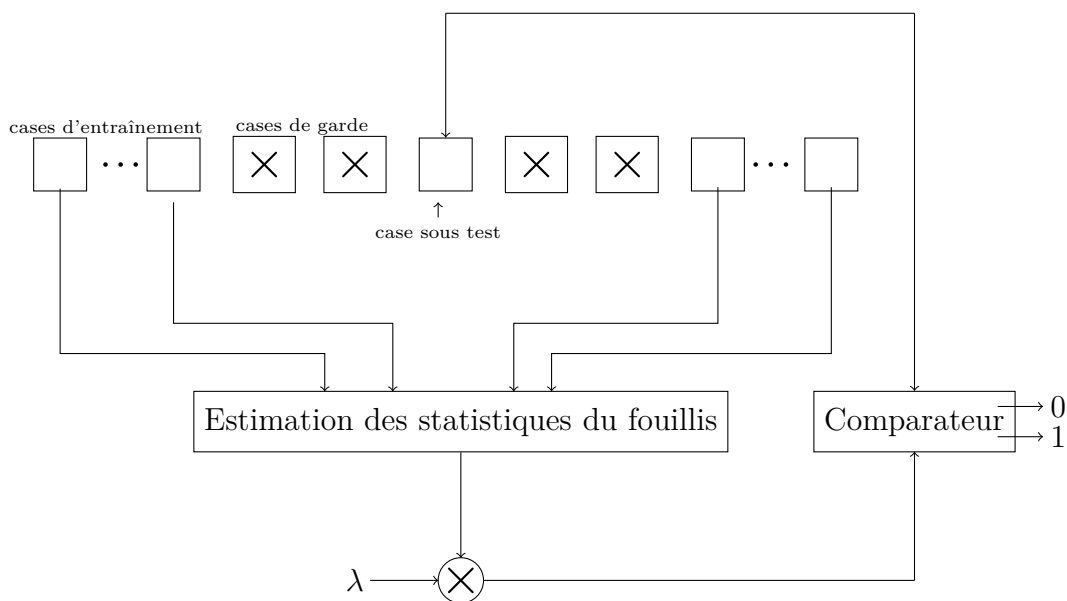 cases d'entraînement
cases de garde
case sous test
Estimation des statistiques du fouillis
Comparateur
0
1
λ